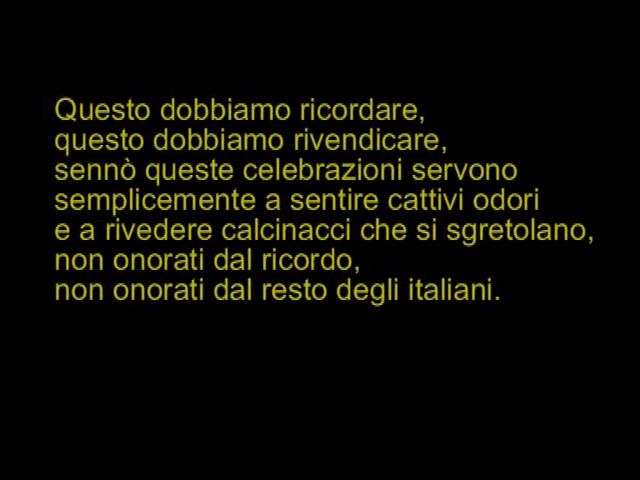 Questo dobbiamo ricordare,
questo dobbiamo rivendicare,
sennò queste celebrazioni servono
semplicemente a sentire cattivi odori
e a rivedere calcinacci che si sgretolano,
non onorati dal ricordo,
non onorati dal resto degli italiani.